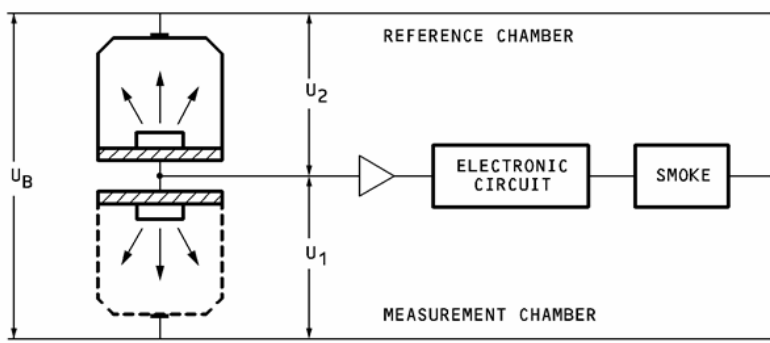 REFERENCE CHAMBER
U2
UB
ELECTRONIC
CIRCUIT
SMOKE
U1
MEASUREMENT CHAMBER